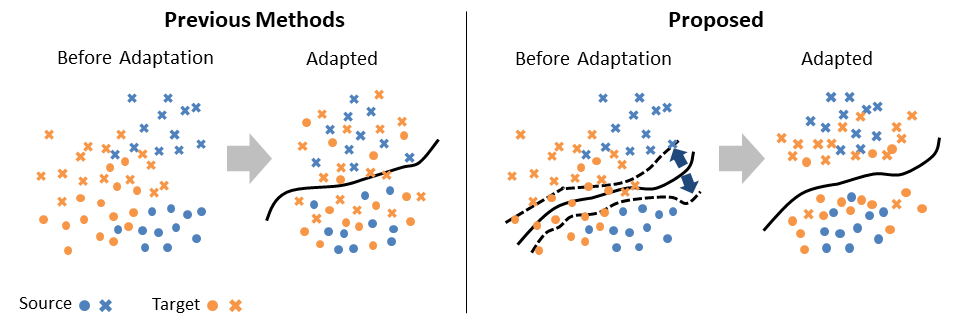 Previous Methods
Before Adaptation
Adapted
Source
Target
Proposed
Before Adaptation
Adapted